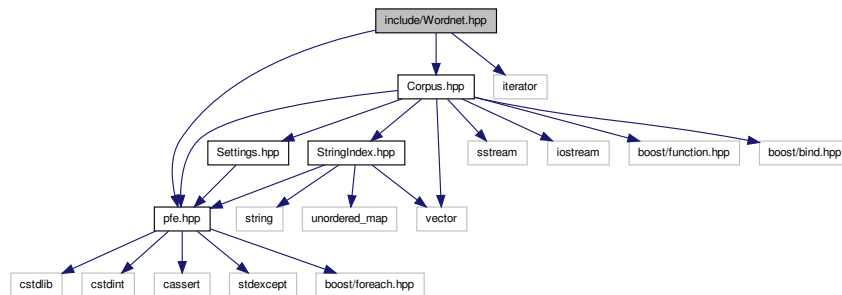 include/Wordnet.hpp
Corpus.hpp
iterator
Settings.hpp
StringIndex.hpp
sstream
iostream
boost/function.hpp
boost/bind.hpp
pfe.hpp
string
unordered_map
vector
cstdlib
cstdint
cassert
stdexcept
boost/foreach.hpp